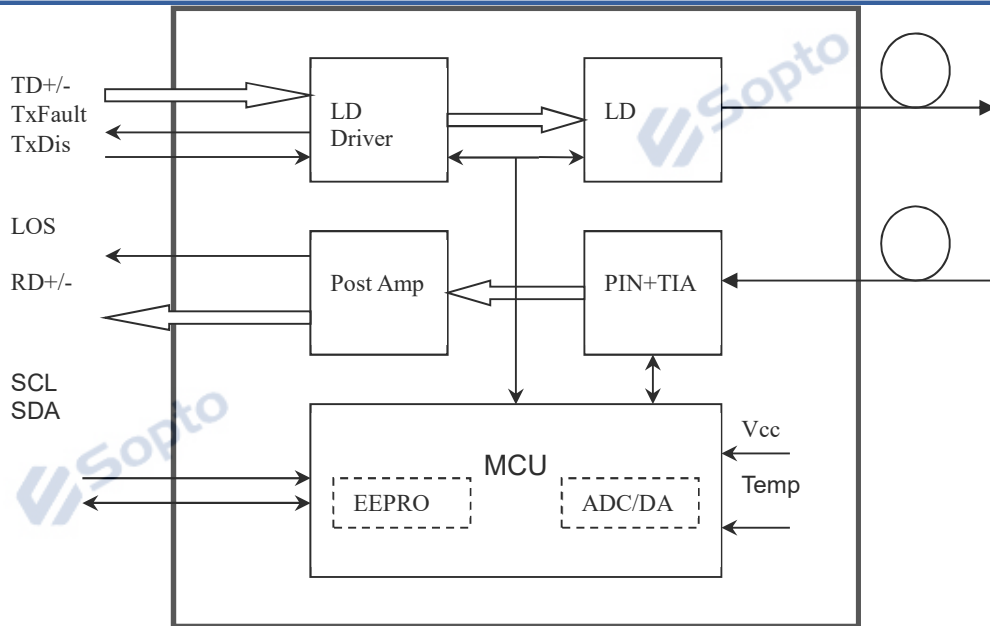 TD+/-
TxFault
TxDis
LD
Driver
LD
Sopto
LOS
RD+/-
Post Amp
PIN+TIA
SCL
SDA
Sopto
MCU
EEPRO
ADC/DA
Vcc
Temp